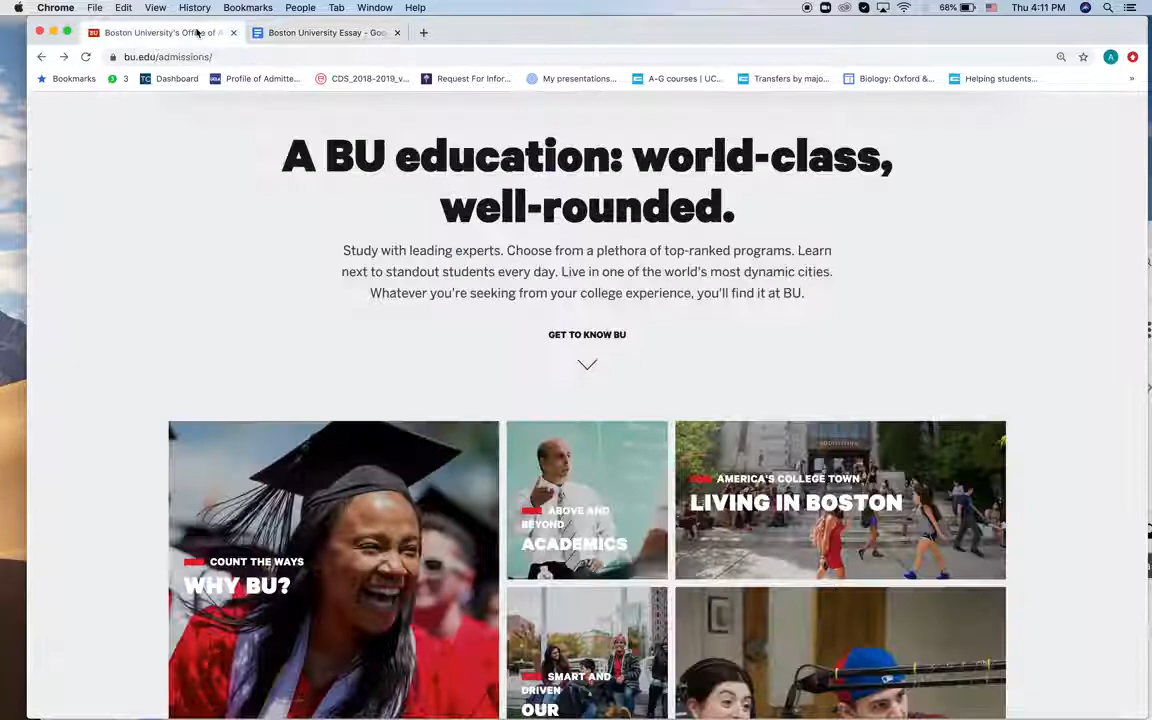 Chrome File Edit View History Bookmarks People Tab Window Help 68% Thu 4:11 PM
BU Boston University's Office of A Boston University Essay – Goo
bu.edu/admissions/ A
Bookmarks 3 TC Dashboard Profile of Admitte... CDS_2018-2019_v... Request For Infor... My presentations... A-G courses | UC... Transfers by majo... Biology: Oxford &... Helping students... »
A BU education: world-class,
well-rounded.
Study with leading experts. Choose from a plethora of top-ranked programs. Learn
next to standout students every day. Live in one of the world's most dynamic cities.
Whatever you're seeking from your college experience, you'll find it at BU.
GET TO KNOW BU
COUNT THE WAYS
WHY BU?
ABOVE AND
BEYOND
ACADEMICS
AMERICA'S COLLEGE TOWN
LIVING IN BOSTON
SMART AND
DRIVEN
OUR